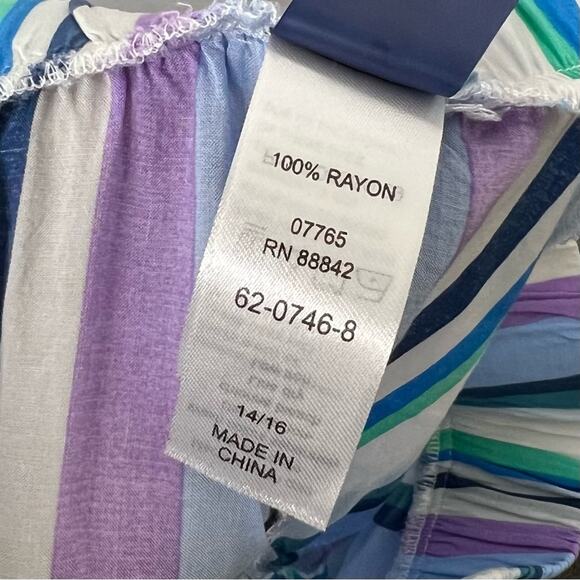 100% RAYON
07765
RN 88842
62-0746-8
14/16
MADE IN
CHINA